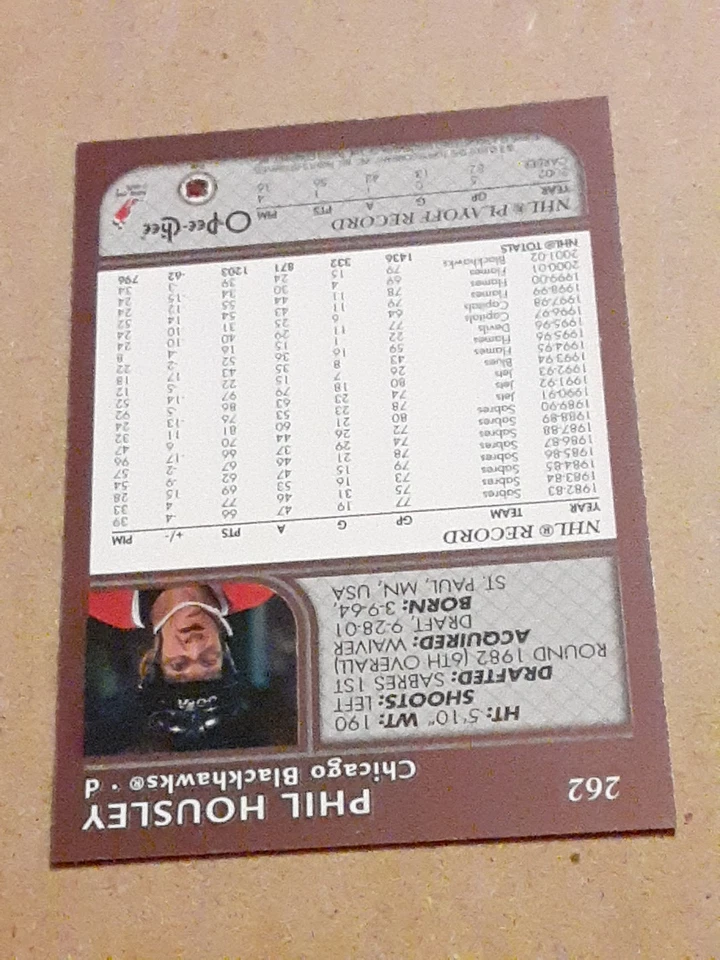 262 PHIL HOUSLEY
Chicago Blackhawks® · d
HT: 5'10" WT: 190
SHOOTS: LEFT
DRAFTED: SABRES 1ST
ROUND 1982 (6TH OVERALL)
ACQUIRED: WAIVER
DRAFT, 9-28-01
BORN: 3-9-64,
ST. PAUL, MN, USA
NHL® RECORD
YEAR TEAM GP G A PTS +/- PIM
1982-83 Sabres 77 19 47 66 -4 39
1983-84 Sabres 75 31 46 77 4 33
1984-85 Sabres 73 16 53 69 15 28
1985-86 Sabres 79 15 47 62 -9 54
1986-87 Sabres 78 21 46 67 -2 57
1987-88 Sabres 74 29 37 66 -17 96
1988-89 Sabres 72 26 44 70 6 47
1989-90 Sabres 80 21 60 81 11 32
1990-91 Jets 78 23 53 76 -13 24
1991-92 Jets 74 23 63 86 -5 92
1992-93 Jets 80 18 79 97 -14 52
1993-94 Blues 26 7 15 22 -5 12
1994-95 Flames 43 8 35 43 17 18
1995-96 Flames 59 16 36 -2 22
1995-96 Devils 22 1 15 16 -4 8
1996-97 Capitals 77 11 29 40 -10 24
1997-98 Capitals 64 6 25 31 -10 24
1998-99 Flames 79 11 43 54 14 52
1999-00 Flames 78 11 44 55 -12 24
2000-01 Flames 69 4 30 34 -15 24
2001-02 Blackhawks 79 15 24 39 -3 34
NHL® TOTALS 1436 332 871 1203 -62 796
NHL® PLAYOFF RECORD
YEAR GP G A PTS PIM
5 0 1 1 4
CAREER 13 43 56 36
O-Pee-Chee